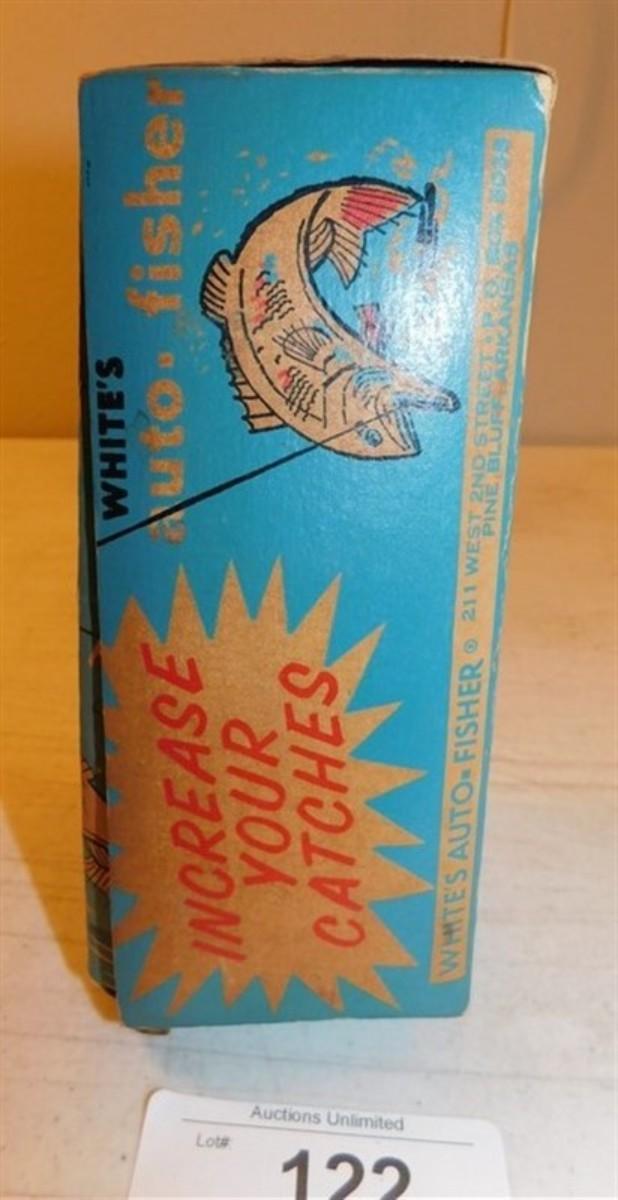 WHITE'S
auto-fisher
INCREASE
YOUR
CATCHES
WHITE'S AUTO-FISHER ® 211 WEST 2ND STREET P.O. BOX
PINE BLUFF, ARKANSAS
Auctions Unlimited
Lot#:
122